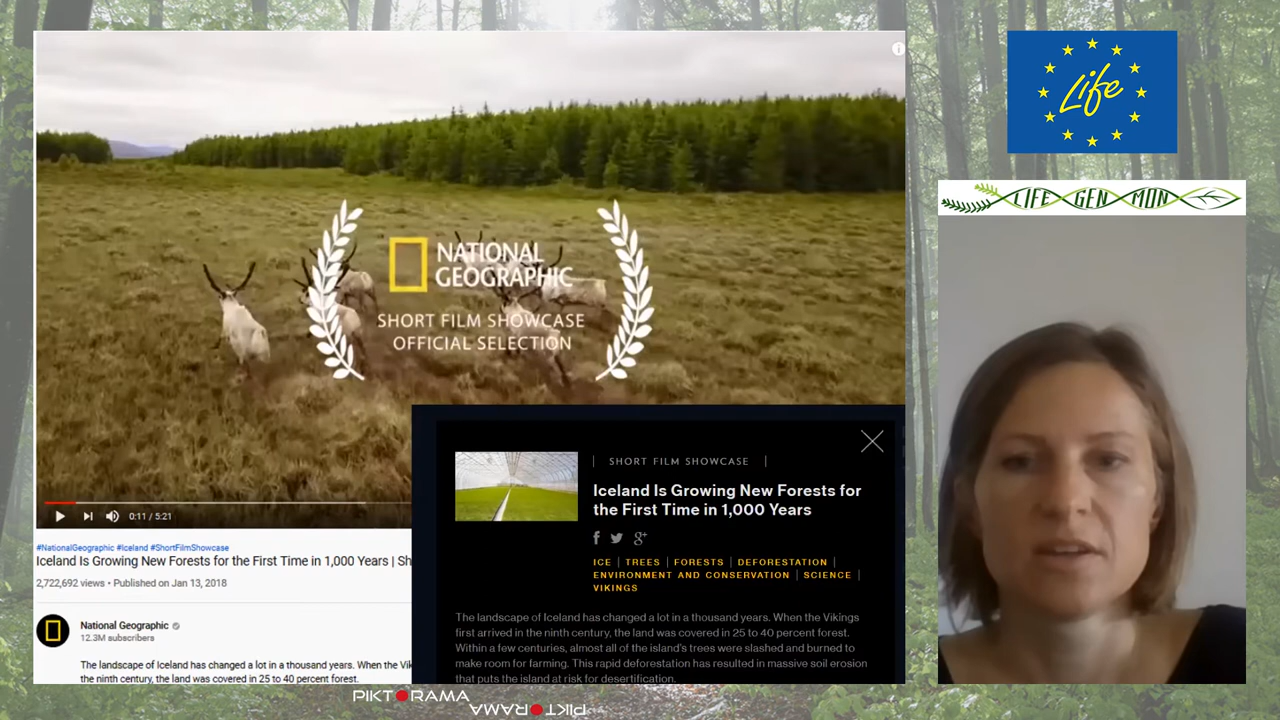 Life
LIFE GEN MON
NATIONAL
GEOGRAPHIC
SHORT FILM SHOWCASE
OFFICIAL SELECTION
0:11 / 5:21
#NationalGeographic #Iceland #ShortFilmShowcase
Iceland Is Growing New Forests for the First Time in 1,000 Years | Sh
2,722,692 views • Published on Jan 13, 2018
National Geographic
12.3M subscribers
The landscape of Iceland has changed a lot in a thousand years. When the Vik
the ninth century, the land was covered in 25 to 40 percent forest.
| SHORT FILM SHOWCASE |
Iceland Is Growing New Forests for
the First Time in 1,000 Years
ICE | TREES | FORESTS | DEFORESTATION |
ENVIRONMENT AND CONSERVATION | SCIENCE |
VIKINGS
The landscape of Iceland has changed a lot in a thousand years. When the Vikings
first arrived in the ninth century, the land was covered in 25 to 40 percent forest.
Within a few centuries, almost all of the island's trees were slashed and burned to
make room for farming. This rapid deforestation has resulted in massive soil erosion
that puts the island at risk for desertification.
PIKTORAMA
PIKTORAMA